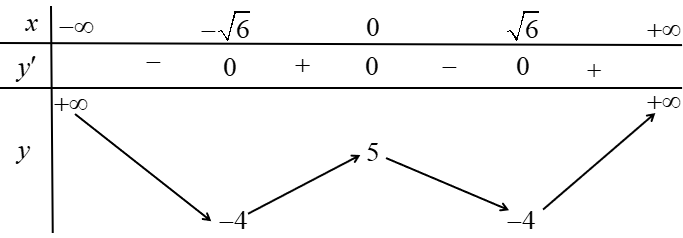 x −∞ −√6 0 √6 +∞
y′ − 0 + 0 − 0 +
+∞ +∞
y 5
−4 −4